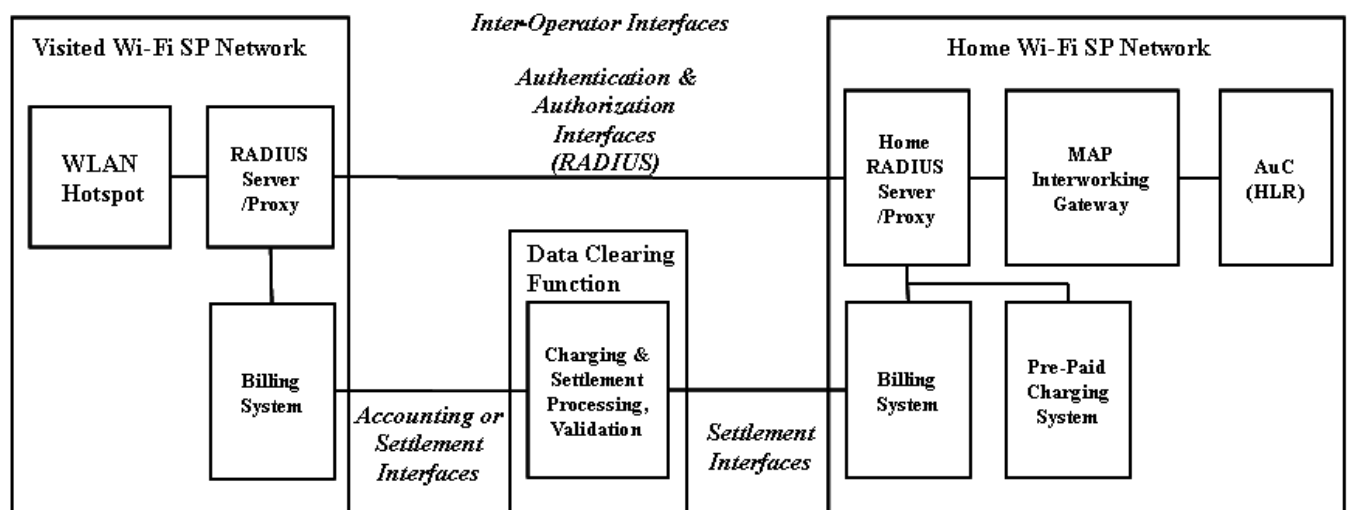 Inter-Operator Interfaces
Visited Wi-Fi SP Network
Home Wi-Fi SP Network
Authentication &
Authorization
Interfaces
(RADIUS)
WLAN
Hotspot
RADIUS
Server
/Proxy
Home
RADIUS
Server
/Proxy
MAP
Interworking
Gateway
AuC
(HLR)
Data Clearing
Function
Billing
System
Charging &
Settlement
Processing,
Validation
Billing
System
Pre-Paid
Charging
System
Accounting or
Settlement
Interfaces
Settlement
Interfaces